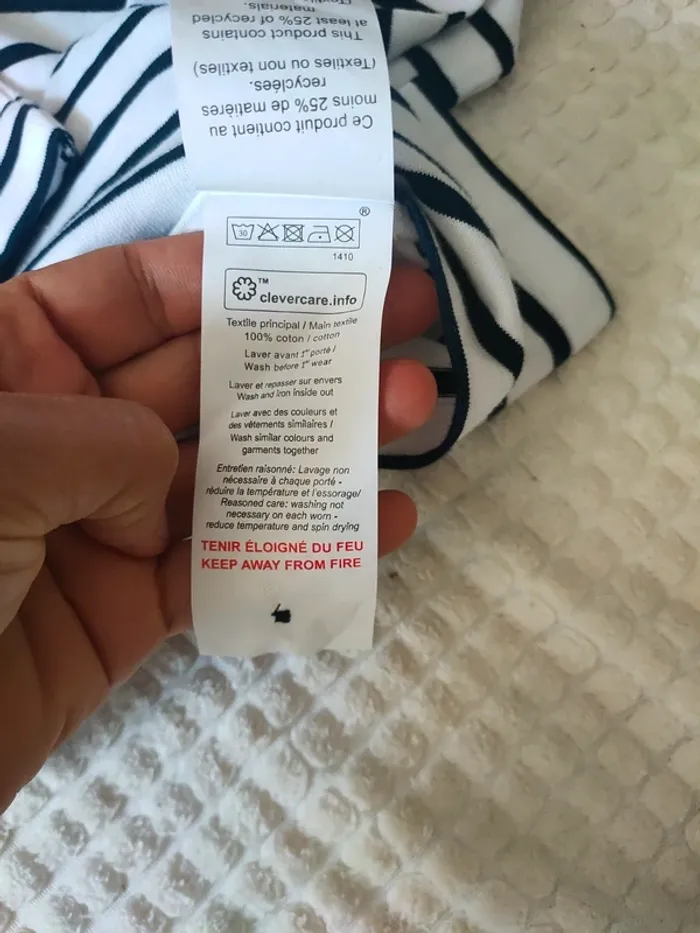 Ce produit contient au
moins 25% de matières
recyclées.
(Textiles ou non textiles)
This product contains
at least 25% of recycled
materials.
®
30
1410
™
clevercare.info
Textile principal / Main textile
100% coton / cotton
Laver avant 1er porté /
Wash before 1st wear
Laver et repasser sur envers
Wash and iron inside out
Laver avec des couleurs et
des vêtements similaires /
Wash similar colours and
garments together
Entretien raisonné: Lavage non
nécessaire à chaque porté -
réduire la température et l'essorage/
Reasoned care: washing not
necessary on each worn -
reduce temperature and spin drying
TENIR ÉLOIGNÉ DU FEU
KEEP AWAY FROM FIRE